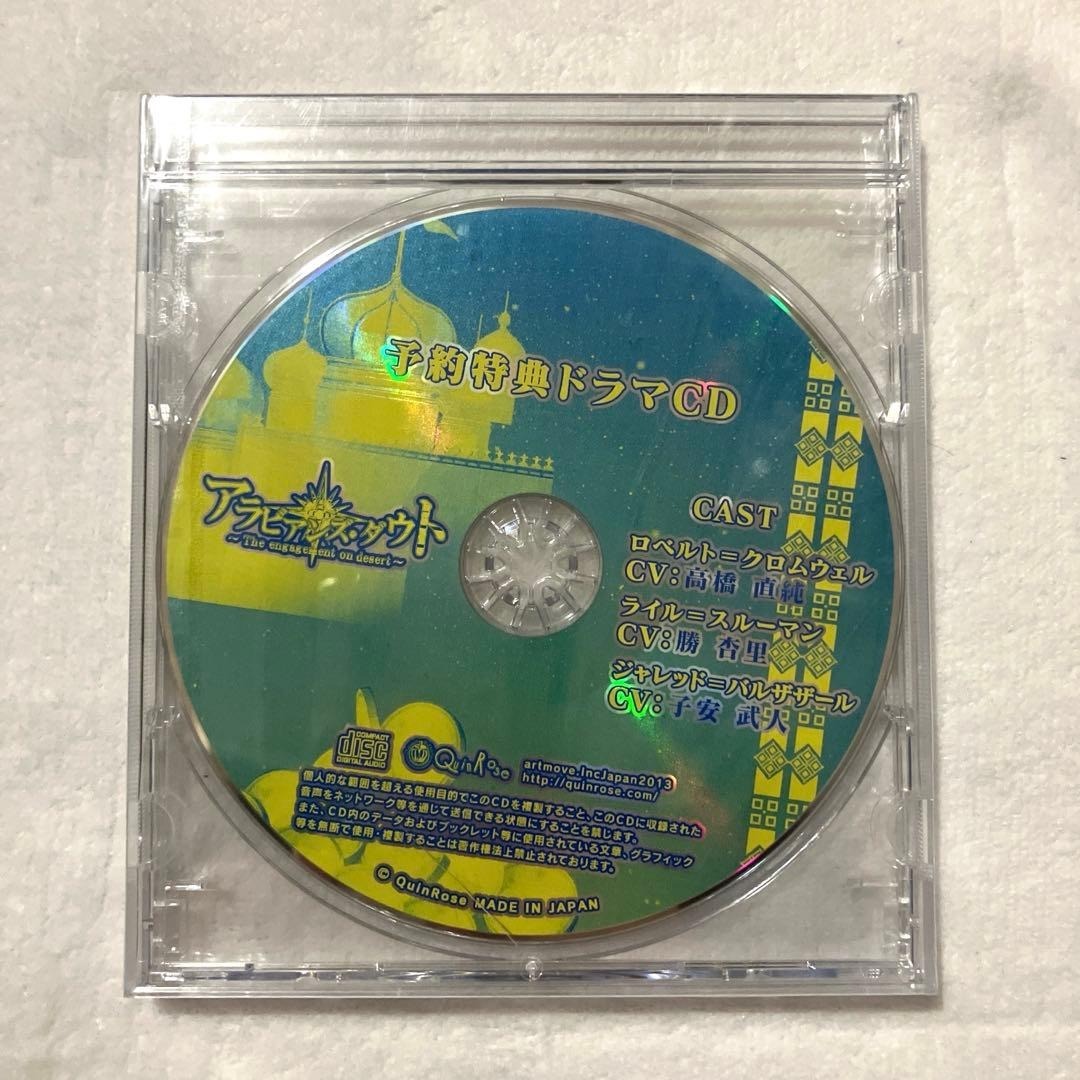 予約特典ドラマCD
アラビアンズ・ダウト
～The engagement on desert～
CAST
ロベルト＝クロムウェル
CV：高橋 直純
ライル＝スルーマン
CV：勝 杏里
ジャレッド＝バルザザール
CV：子安 武人
COMPACT
disc
DIGITAL AUDIO
QuinRose
artmove.IncJapan2013
http://quinrose.com/
個人的な範囲を超える使用目的でこのCDを複製すること、このCDに収録された
音声をネットワーク等を通じて送信できる状態にすることを禁じます。
また、CD内のデータおよびブックレット等に使用されている文章、グラフィック
等を無断で使用・複製することは著作権法上禁止されております。
© QuinRose MADE IN JAPAN